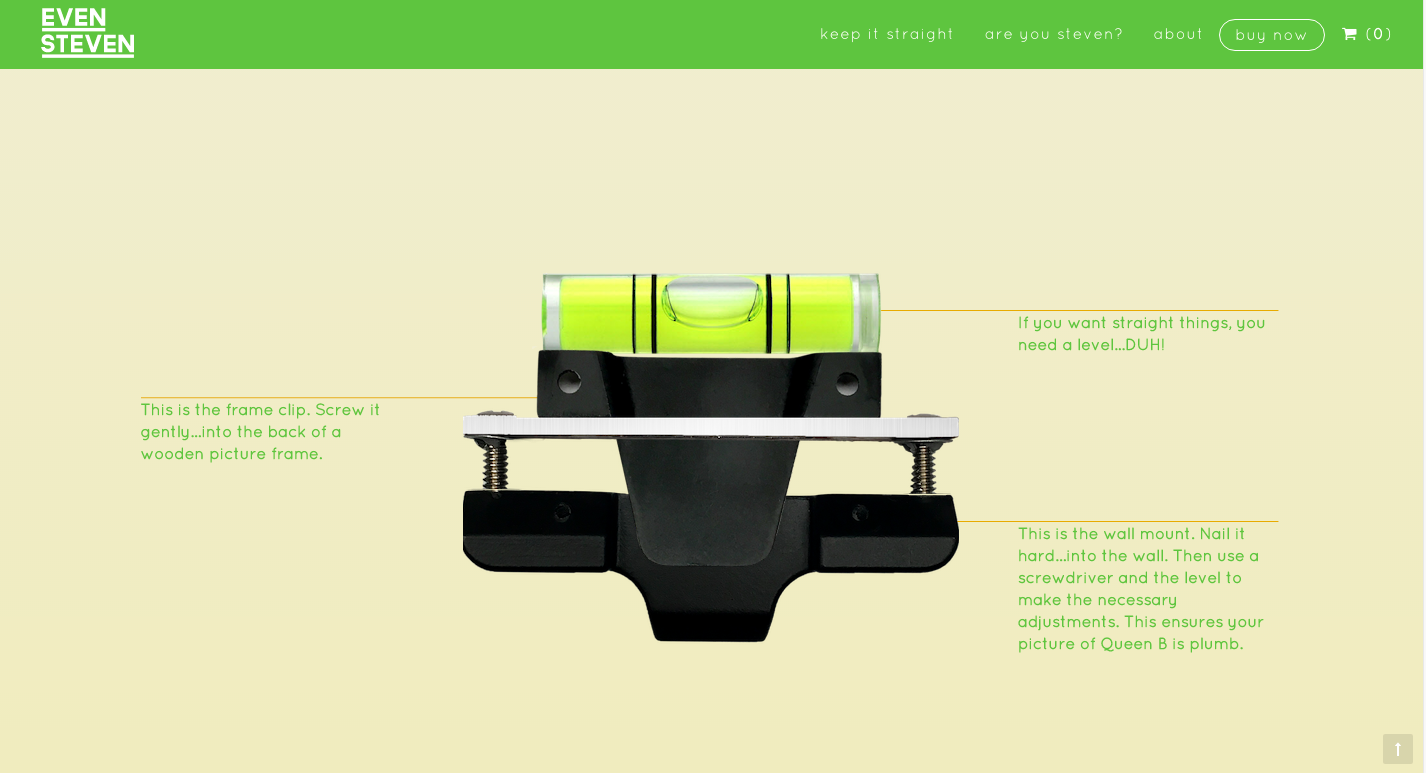 EVEN
STEVEN
keep it straight
are you steven?
about
buy now
(0)
If you want straight things, you
need a level...DUH!
This is the frame clip. Screw it
gently...into the back of a
wooden picture frame.
This is the wall mount. Nail it
hard...into the wall. Then use a
screwdriver and the level to
make the necessary
adjustments. This ensures your
picture of Queen B is plumb.